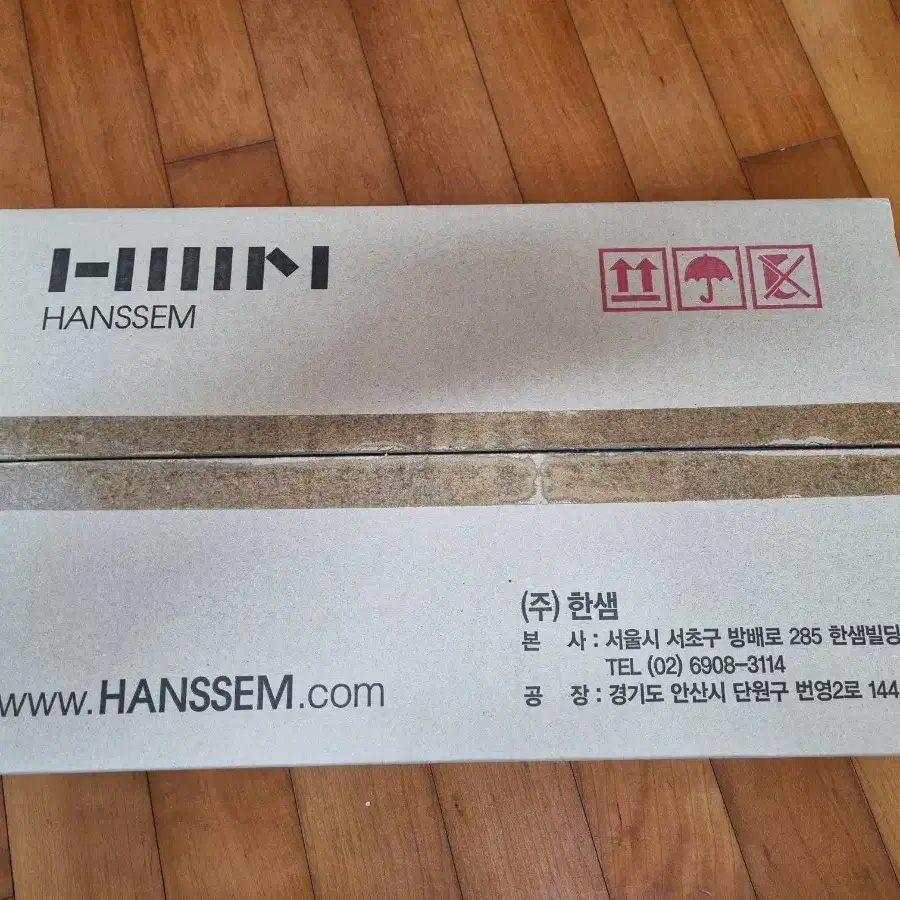 HANSSEM
(주) 한샘
본 사 : 서울시 서초구 방배로 285 한샘빌딩
TEL (02) 6908-3114
공 장 : 경기도 안산시 단원구 번영2로 144
www.HANSSEM.com